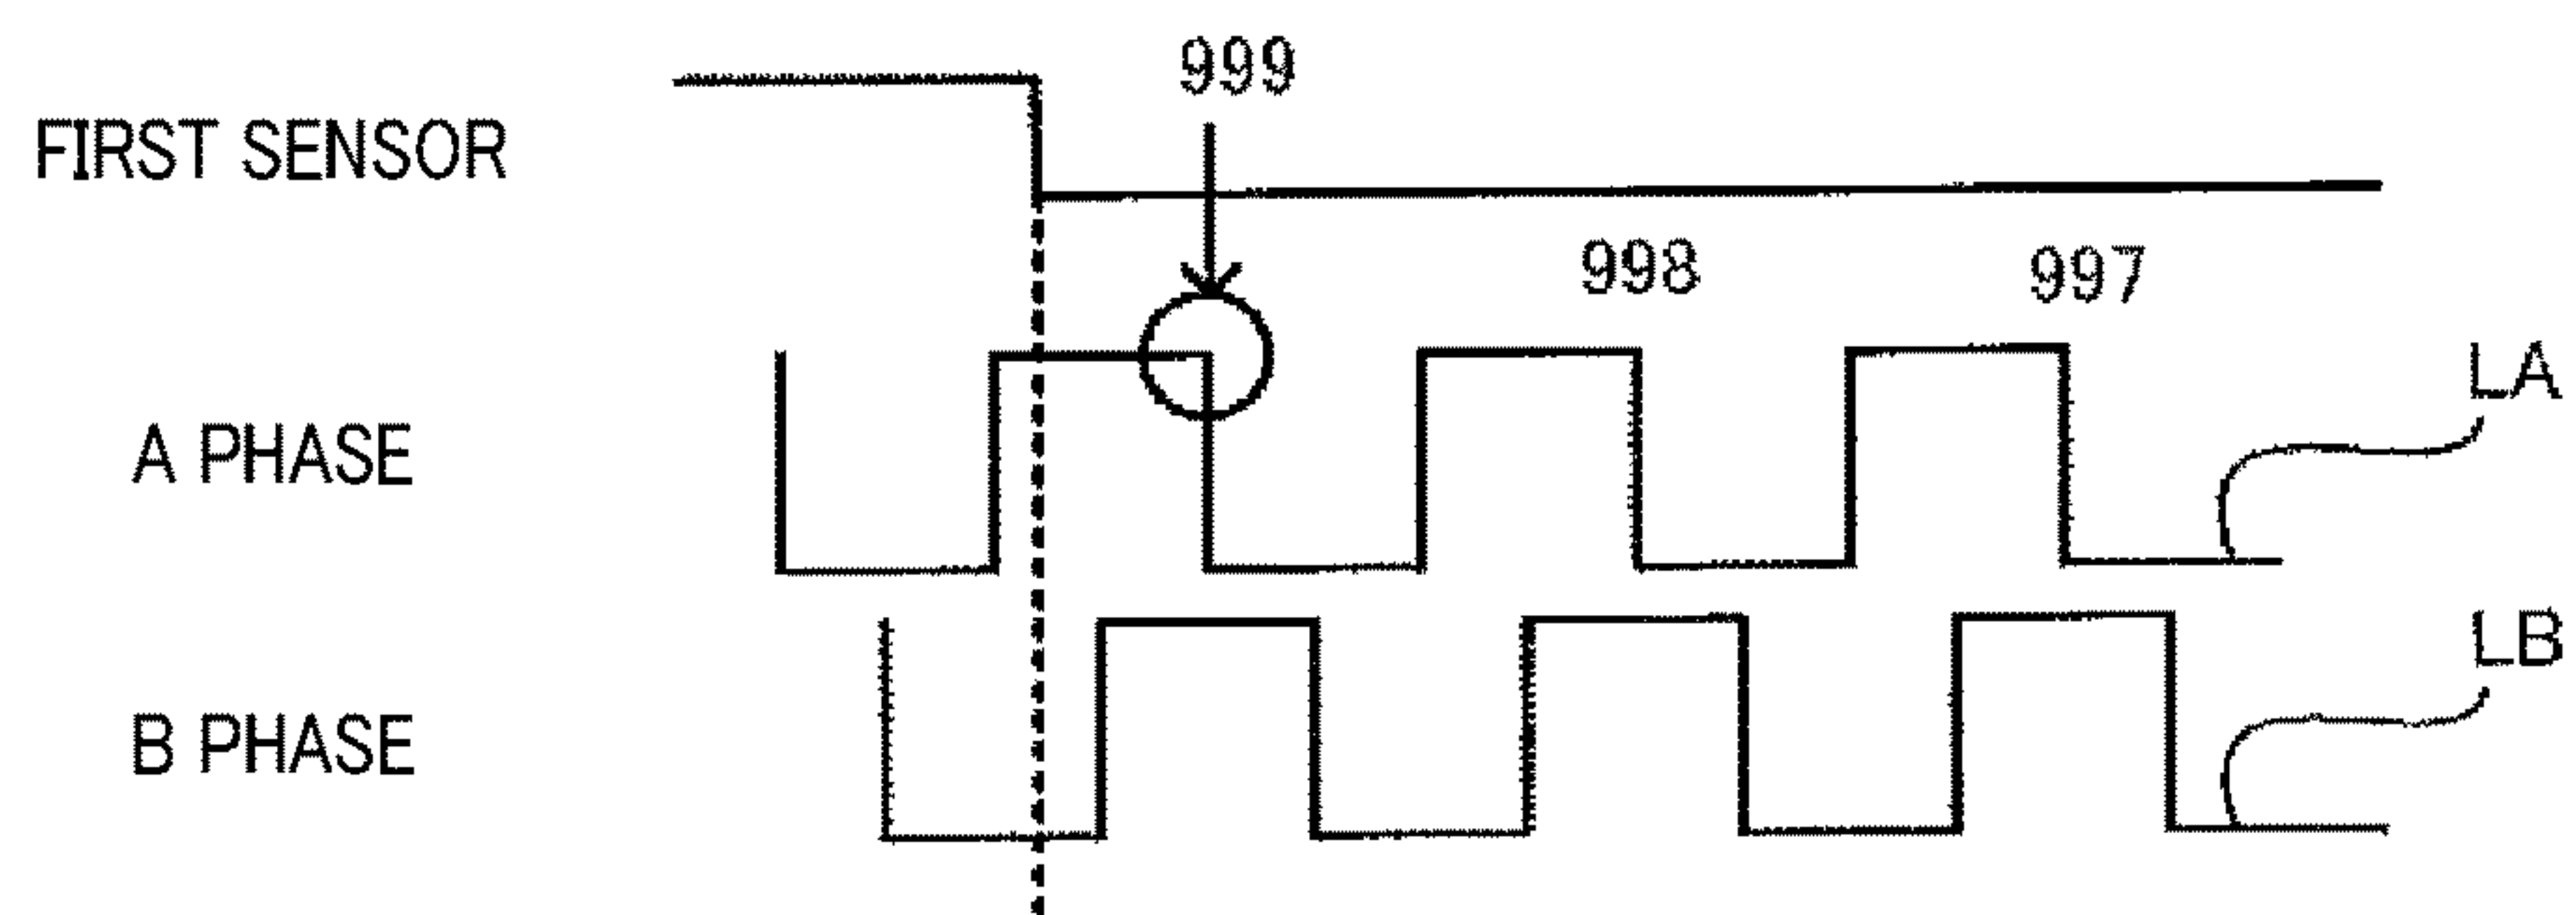 999
FIRST SENSOR
998
997
LA
A PHASE
LB
B PHASE